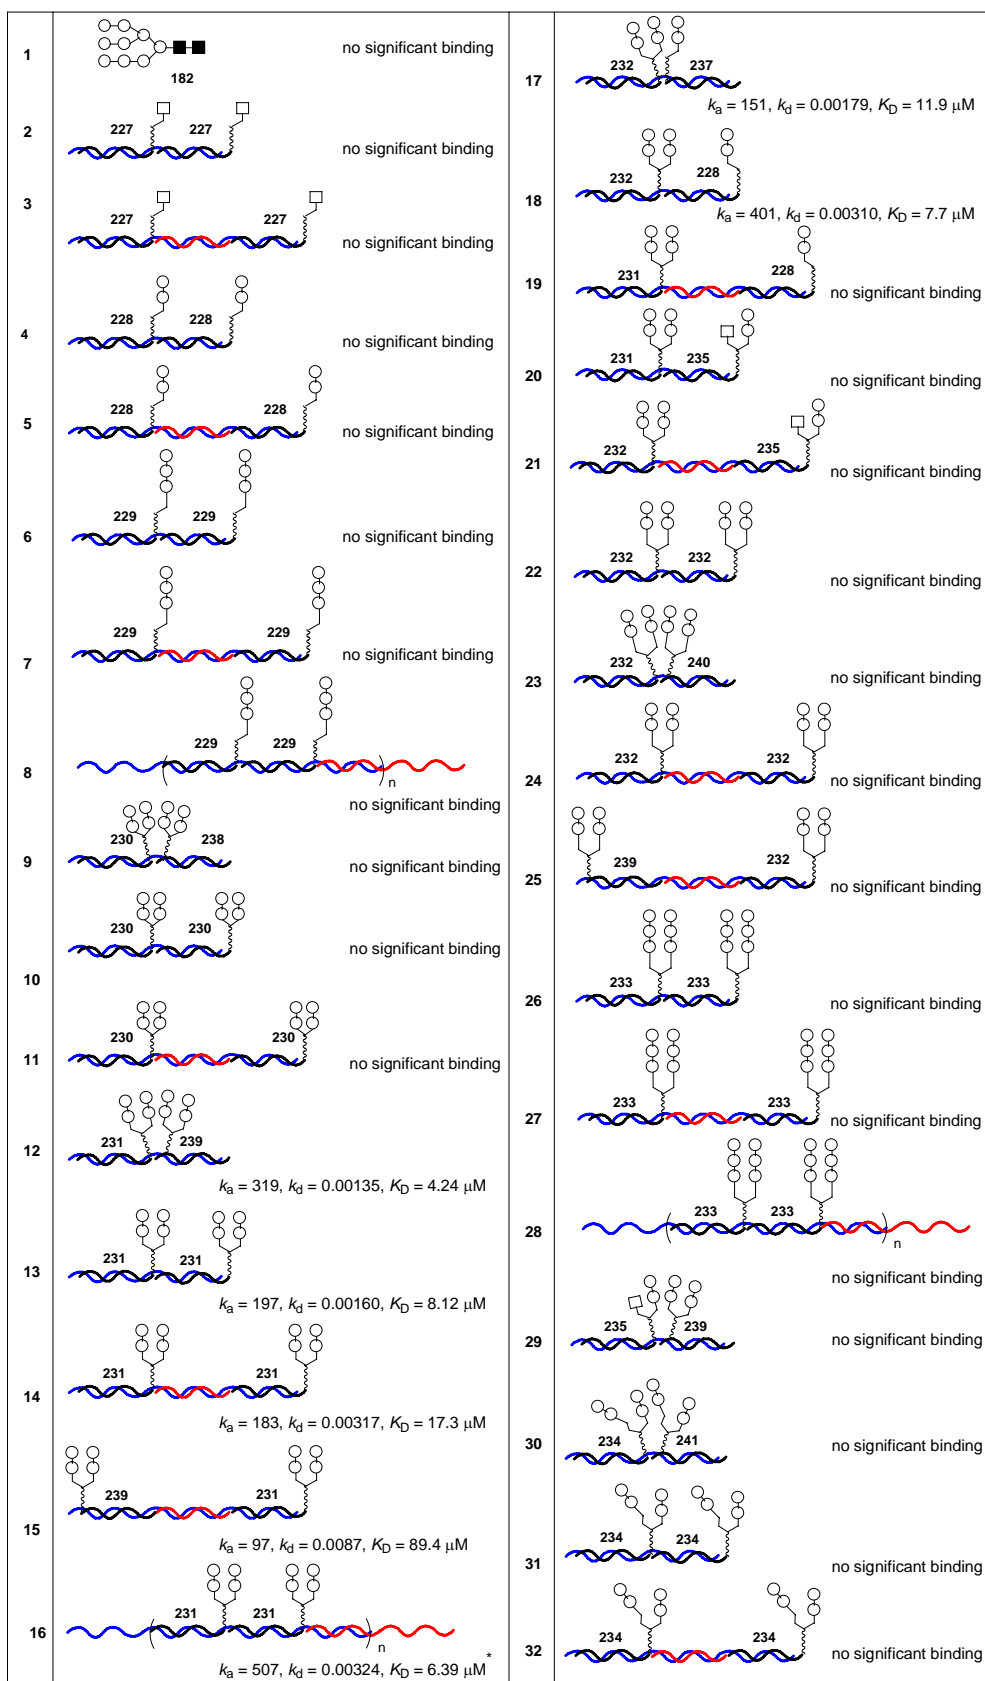 1
no significant binding
182
2
227 227
no significant binding
3
227 227
no significant binding
4
228 228
no significant binding
5
228 228
no significant binding
6
229 229
no significant binding
7
229 229
no significant binding
8
229 229
n
no significant binding
9
230 238
no significant binding
10
230 230
no significant binding
11
230 230
no significant binding
12
231 239
ka = 319, kd = 0.00135, KD = 4.24 µM
13
231 231
ka = 197, kd = 0.00160, KD = 8.12 µM
14
231 231
ka = 183, kd = 0.00317, KD = 17.3 µM
15
239 231
ka = 97, kd = 0.0087, KD = 89.4 µM
16
231 231
n
ka = 507, kd = 0.00324, KD = 6.39 µM*
17
232 237
ka = 151, kd = 0.00179, KD = 11.9 µM
18
232 228
ka = 401, kd = 0.00310, KD = 7.7 µM
19
231 228
no significant binding
20
231 235
no significant binding
21
232 235
no significant binding
22
232 232
no significant binding
23
232 240
no significant binding
24
232 232
no significant binding
25
239 232
no significant binding
26
233 233
no significant binding
27
233 233
no significant binding
28
233 233
n
no significant binding
29
235 239
no significant binding
30
234 241
no significant binding
31
234 234
no significant binding
32
234 234
no significant binding